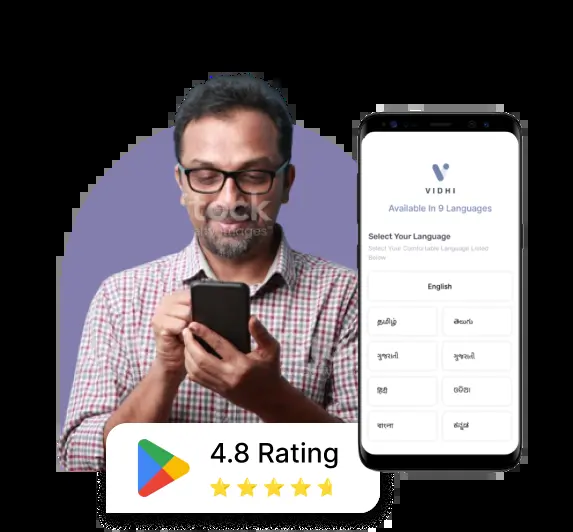 VIDHI
Available In 9 Languages
Select Your Language
Select Your Comfortable Language Listed
Below
English
தமிழ்
తెలుగు
ગુજરાતી
ગુજરાતી
हिंदी
ଓଡ଼ିଆ
বাংলা
ಕನ್ನಡ
4.8 Rating